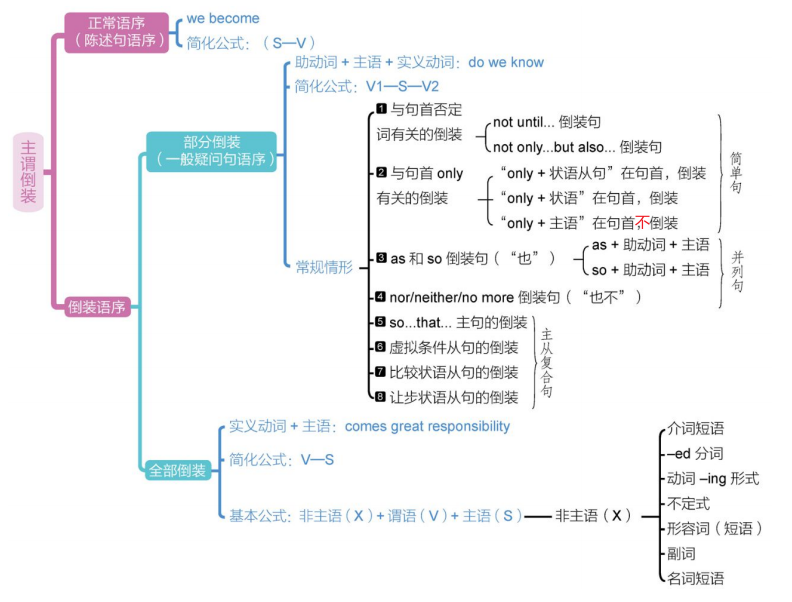 正常语序
（陈述句语序）
we become
简化公式：（S—V）
主谓倒装
倒装语序
部分倒装
（一般疑问句语序）
助动词 + 主语 + 实义动词：do we know
简化公式：V1—S—V2
常规情形
1 与句首否定
词有关的倒装
not until... 倒装句
not only...but also... 倒装句
2 与句首 only
有关的倒装
“only + 状语从句”在句首，倒装
“only + 状语”在句首，倒装
“only + 主语”在句首不倒装
简单句
3 as 和 so 倒装句（“也”）
as + 助动词 + 主语
so + 助动词 + 主语
4 nor/neither/no more 倒装句（“也不”）
并列句
5 so...that... 主句的倒装
6 虚拟条件从句的倒装
7 比较状语从句的倒装
8 让步状语从句的倒装
主从复合句
全部倒装
实义动词 + 主语：comes great responsibility
简化公式：V—S
基本公式：非主语（X）+ 谓语（V）+ 主语（S）
非主语（X）
介词短语
–ed 分词
动词 –ing 形式
不定式
形容词（短语）
副词
名词短语